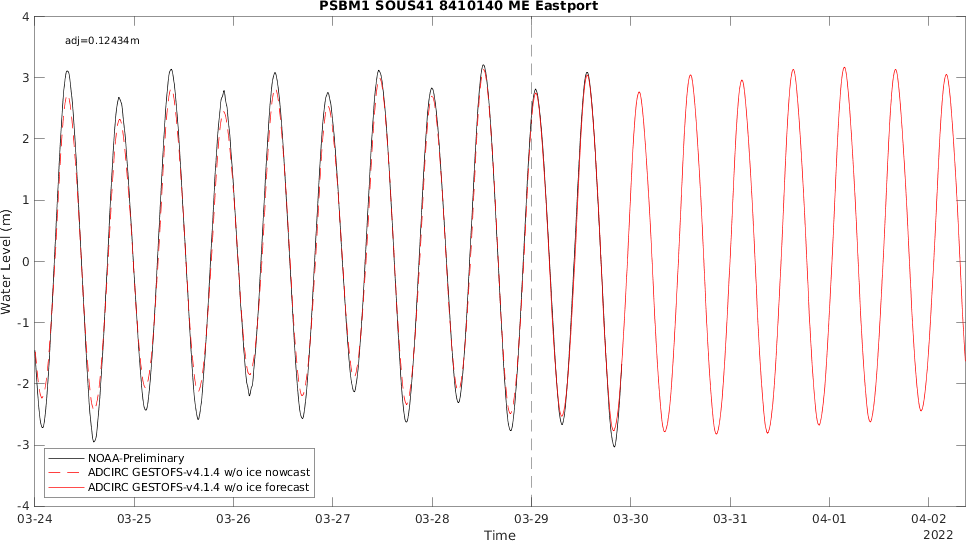 PSBM1 SOUS41 8410140 ME Eastport
adj=0.12434m
4
3
2
1
0
-1
-2
-3
-4
Water Level (m)
NOAA-Preliminary
ADCIRC GESTOFS-v4.1.4 w/o ice nowcast
ADCIRC GESTOFS-v4.1.4 w/o ice forecast
03-24 03-25 03-26 03-27 03-28 03-29 03-30 03-31 04-01 04-02
Time
2022